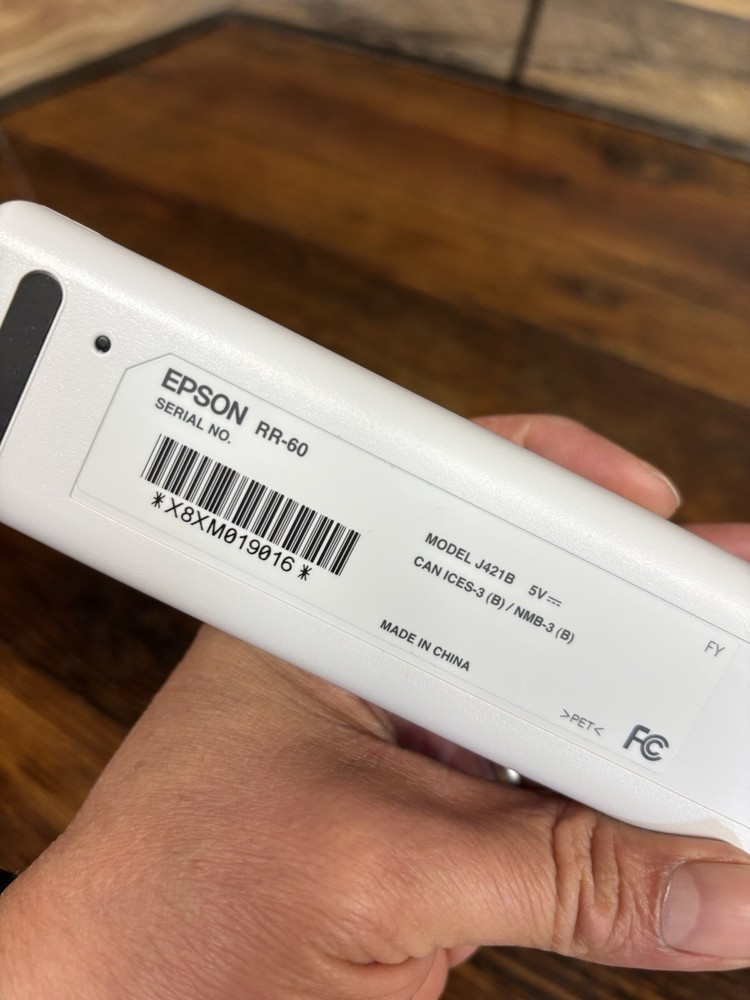 EPSON RR-60
SERIAL NO.
*X8XM019016*
MODEL J421B 5V⎓
CAN ICES-3 (B) / NMB-3 (B)
MADE IN CHINA
FY
>PET<
FC